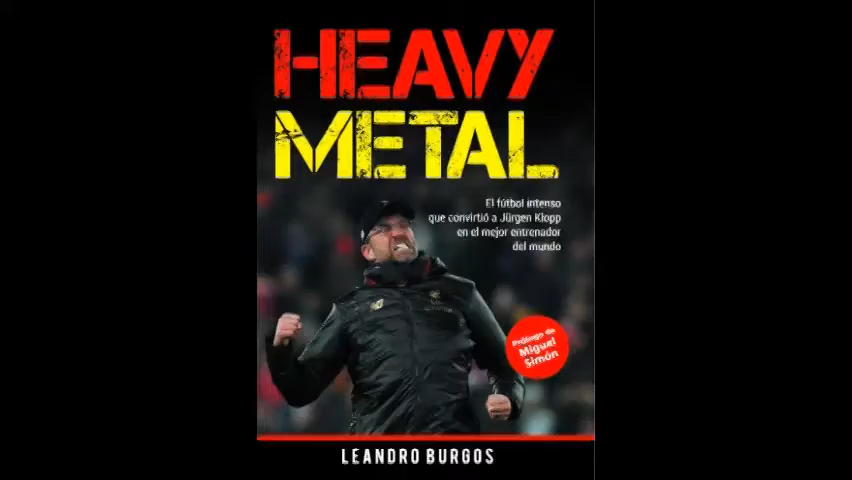 HEAVY
METAL
El fútbol intenso
que convirtió a Jürgen Klopp
en el mejor entrenador
del mundo
Prólogo de
Miguel
Simón
LEANDRO BURGOS